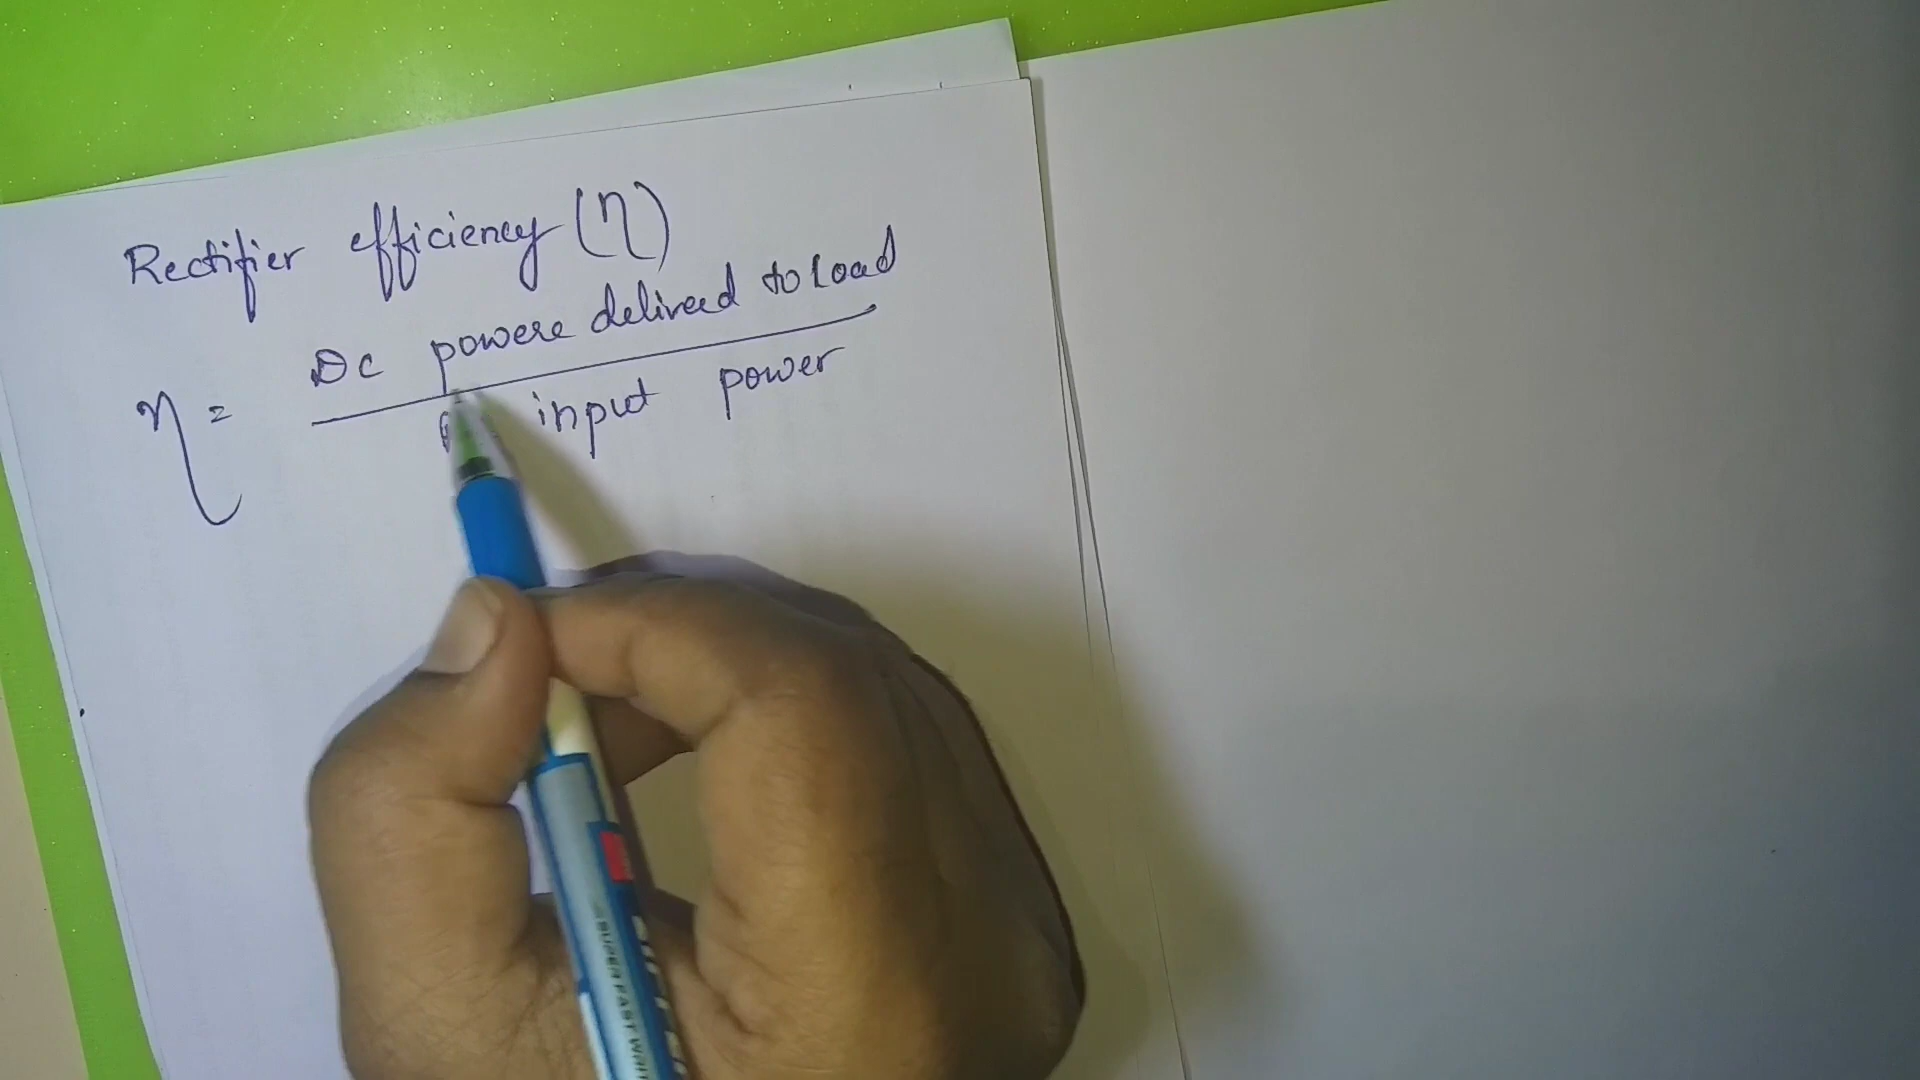 Rectifier efficiency (η)
η = DC powere delivred to load
input power